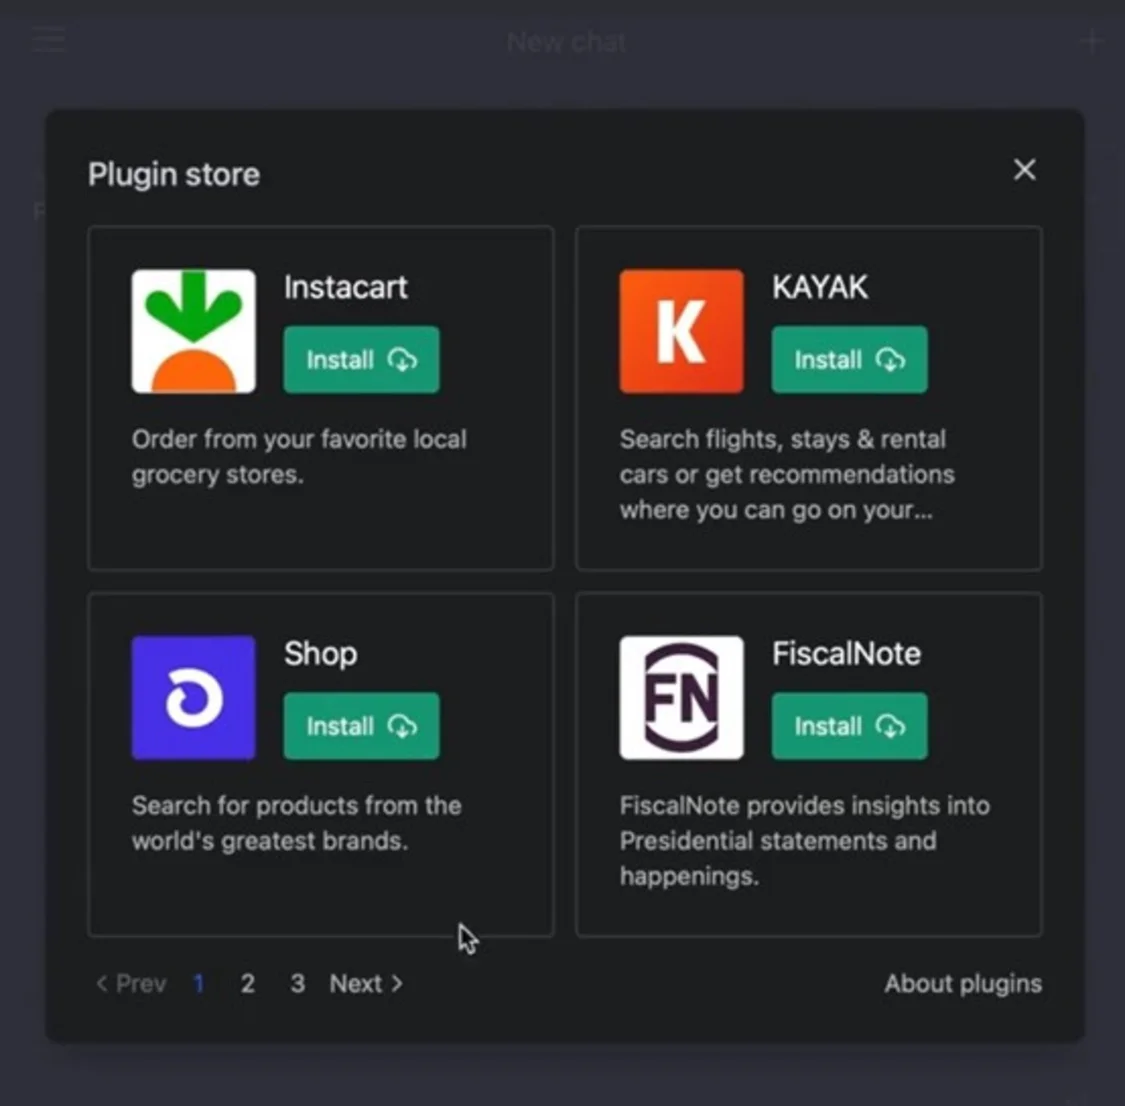 New chat
Plugin store
Instacart
Install
Order from your favorite local
grocery stores.
K
KAYAK
Install
Search flights, stays & rental
cars or get recommendations
where you can go on your...
Shop
Install
Search for products from the
world's greatest brands.
FN
FiscalNote
Install
FiscalNote provides insights into
Presidential statements and
happenings.
Prev 1 2 3 Next
About plugins